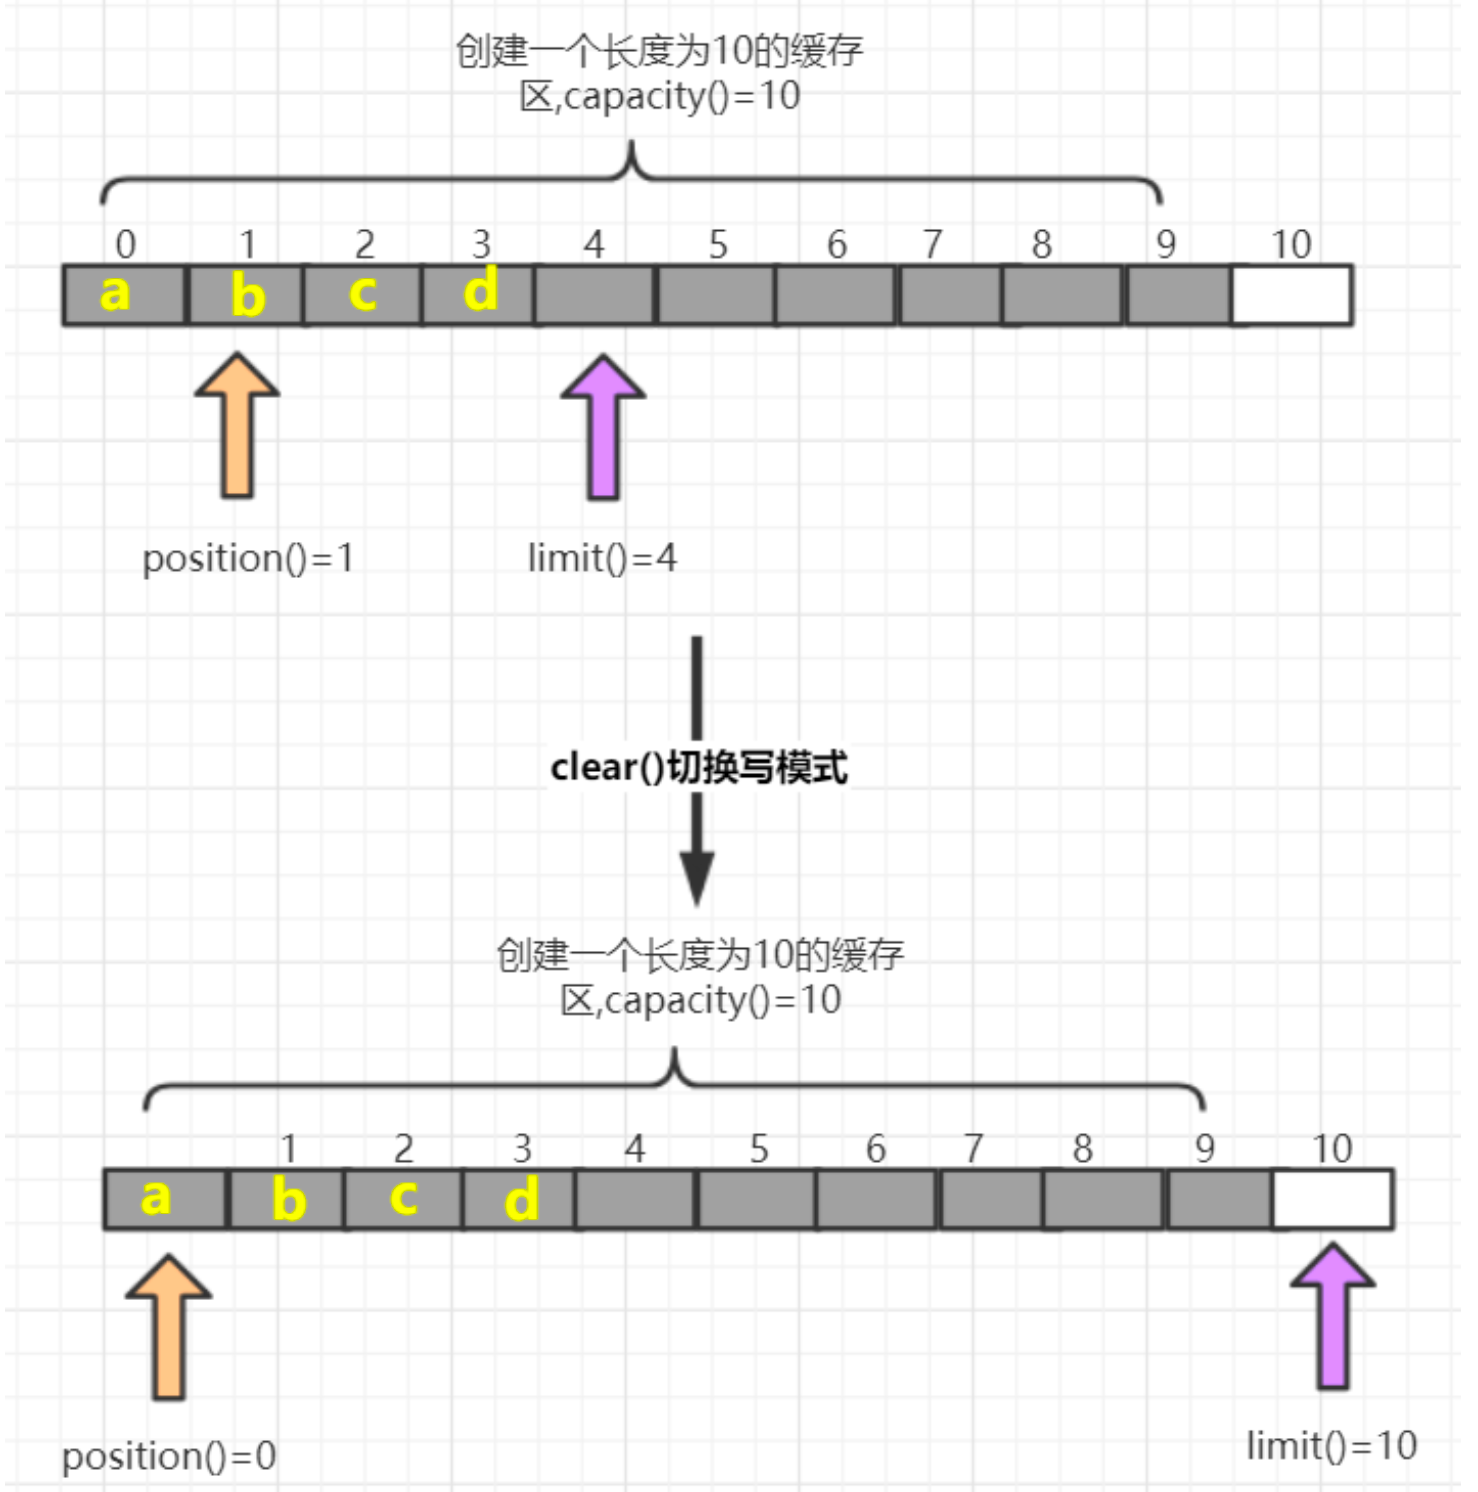 创建一个长度为10的缓存
区,capacity()=10
0 1 2 3 4 5 6 7 8 9 10
a b c d
position()=1 limit()=4
clear()切换写模式
创建一个长度为10的缓存
区,capacity()=10
1 2 3 4 5 6 7 8 9 10
a b c d
position()=0 limit()=10